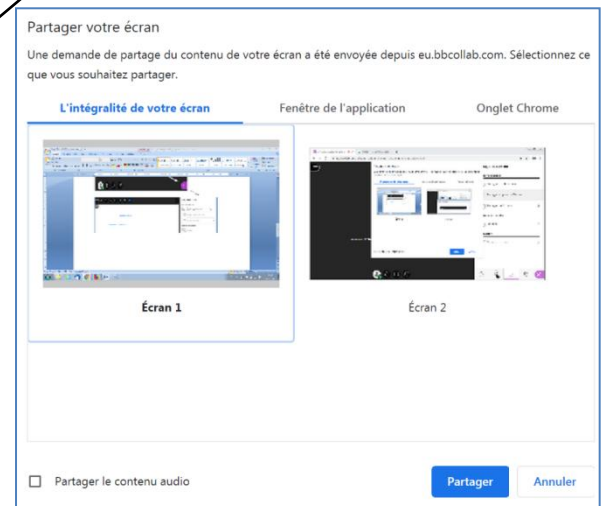 Partager votre écran
Une demande de partage du contenu de votre écran a été envoyée depuis eu.bbcollab.com. Sélectionnez ce
que vous souhaitez partager.
L'intégralité de votre écran Fenêtre de l'application Onglet Chrome
Écran 1 Écran 2
Partager le contenu audio Partager Annuler